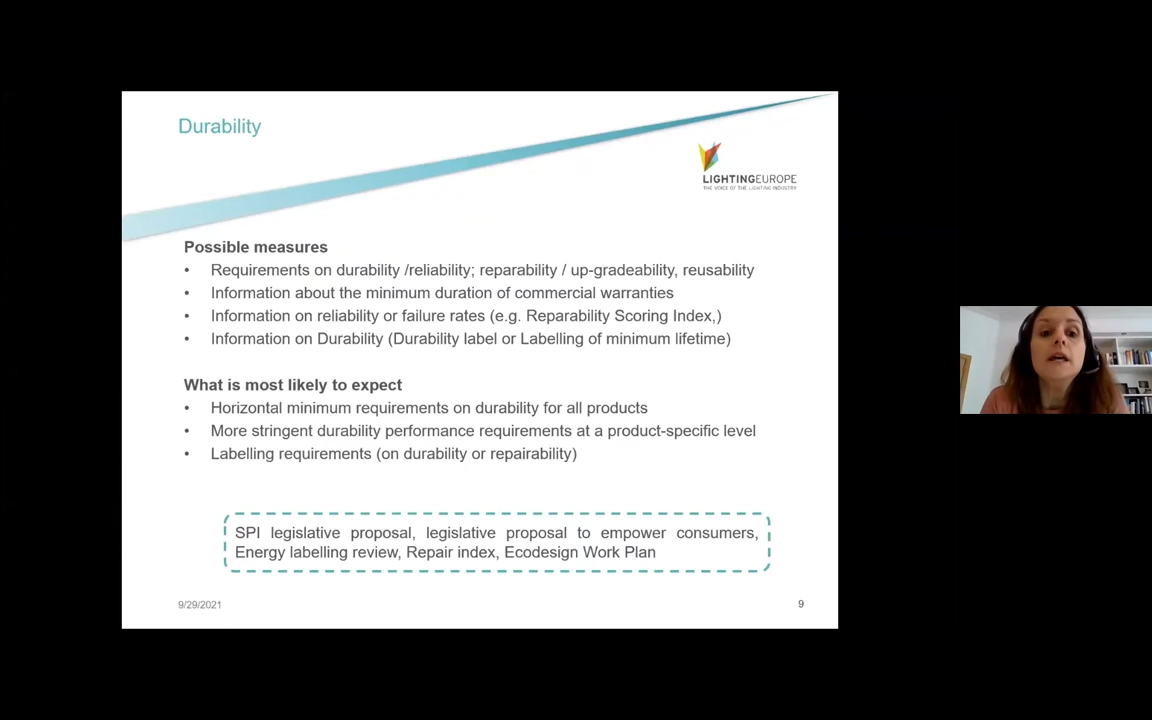 Durability
LIGHTINGEUROPE
THE VOICE OF THE LIGHTING INDUSTRY
Possible measures
• Requirements on durability /reliability; reparability / up-gradeability, reusability
• Information about the minimum duration of commercial warranties
• Information on reliability or failure rates (e.g. Reparability Scoring Index,)
• Information on Durability (Durability label or Labelling of minimum lifetime)
What is most likely to expect
• Horizontal minimum requirements on durability for all products
• More stringent durability performance requirements at a product-specific level
• Labelling requirements (on durability or repairability)
SPI legislative proposal, legislative proposal to empower consumers,
Energy labelling review, Repair index, Ecodesign Work Plan
9/29/2021
9